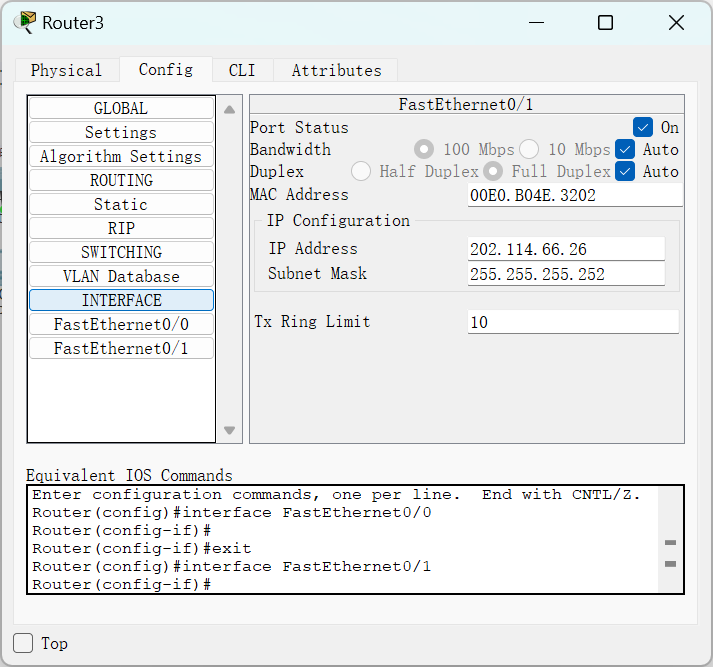 Router3
Physical Config CLI Attributes
GLOBAL
Settings
Algorithm Settings
ROUTING
Static
RIP
SWITCHING
VLAN Database
INTERFACE
FastEthernet0/0
FastEthernet0/1
FastEthernet0/1
Port Status On
Bandwidth 100 Mbps 10 Mbps Auto
Duplex Half Duplex Full Duplex Auto
MAC Address 00E0.B04E.3202
IP Configuration
IP Address 202.114.66.26
Subnet Mask 255.255.255.252
Tx Ring Limit 10
Equivalent IOS Commands
Enter configuration commands, one per line.  End with CNTL/Z.
Router(config)#interface FastEthernet0/0
Router(config-if)#
Router(config-if)#exit
Router(config)#interface FastEthernet0/1
Router(config-if)#
Top